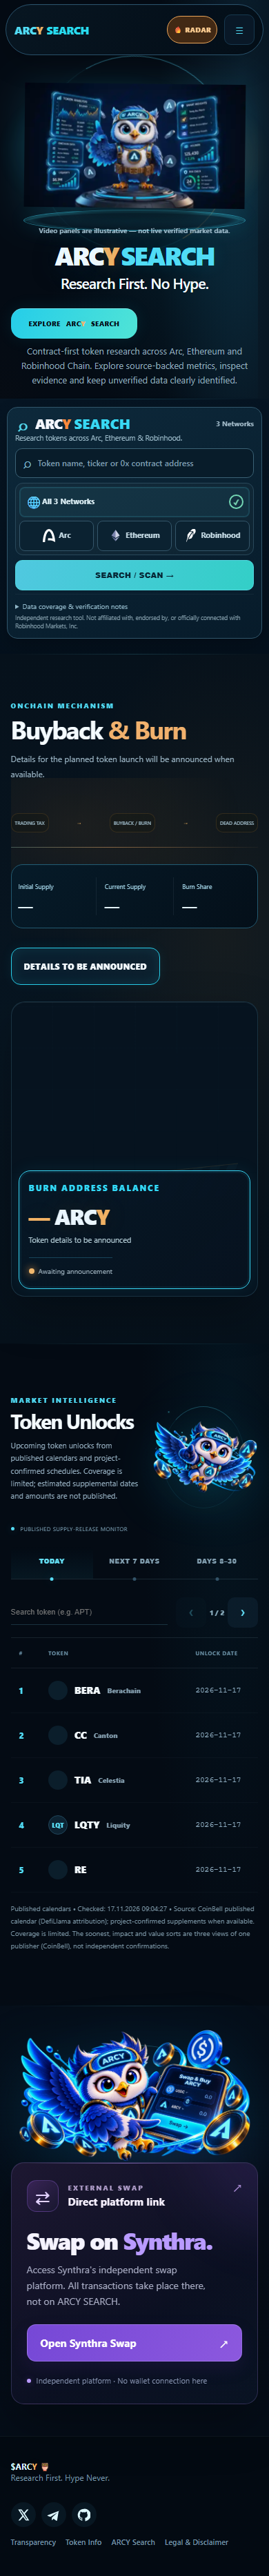 ARCY SEARCH
RADAR
Video panels are illustrative — not live verified market data.
ARCY SEARCH
Research First. No Hype.
EXPLORE ARCY SEARCH
Contract-first token research across Arc, Ethereum and
Robinhood Chain. Explore source-backed metrics, inspect
evidence and keep unverified data clearly identified.
ARCY SEARCH
3 Networks
Research tokens across Arc, Ethereum & Robinhood.
Token name, ticker or 0x contract address
All 3 Networks
Arc
Ethereum
Robinhood
SEARCH / SCAN →
Data coverage & verification notes
Independent research tool. Not affiliated with, endorsed by, or officially connected with
Robinhood Markets, Inc.
ONCHAIN MECHANISM
Buyback & Burn
Details for the planned token launch will be announced when
available.
TRADING TAX → BUYBACK / BURN → DEAD ADDRESS
Initial Supply
Current Supply
Burn Share
—
—
—
DETAILS TO BE ANNOUNCED
BURN ADDRESS BALANCE
— ARCY
Token details to be announced
Awaiting announcement
MARKET INTELLIGENCE
Token Unlocks
Upcoming token unlocks from
published calendars and project-
confirmed schedules. Coverage is
limited; estimated supplemental dates
and amounts are not published.
PUBLISHED SUPPLY-RELEASE MONITOR
TODAY
NEXT 7 DAYS
DAYS 8-30
Search token (e.g. APT)
‹ 1 / 2 ›
# TOKEN UNLOCK DATE
1 BERA Berachain 2026-11-17
2 CC Canton 2026-11-17
3 TIA Celestia 2026-11-17
4 LQT LQTY Liquity 2026-11-17
5 RE 2026-11-17
Published calendars • Checked: 17.11.2026 09:04:27 • Source: CoinBell published
calendar (DefiLlama attribution); project-confirmed supplements when available.
Coverage is limited. The soonest, impact and value sorts are three views of one
publisher (CoinBell), not independent confirmations.
ARCY
Swap & Buy
ARCY
Swap
EXTERNAL SWAP
Direct platform link
↗
Swap on Synthra.
Access Synthra's independent swap
platform. All transactions take place there,
not on ARCY SEARCH.
Open Synthra Swap ↗
Independent platform · No wallet connection here
$ARCY
Research First. Hype Never.
Transparency
Token Info
ARCY Search
Legal & Disclaimer